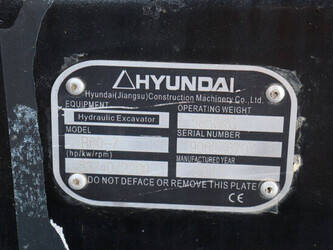 HYUNDAI
Hyundai(Jiangsu)Construction Machinery Co., Ltd.
EQUIPMENT OPERATING WEIGHT
Hydraulic Excavator
SERIAL NUMBER
(hp/kw/rpm) MANUFACTURED YEAR
DO NOT DEFACE OR REMOVE THIS PLATE
CE